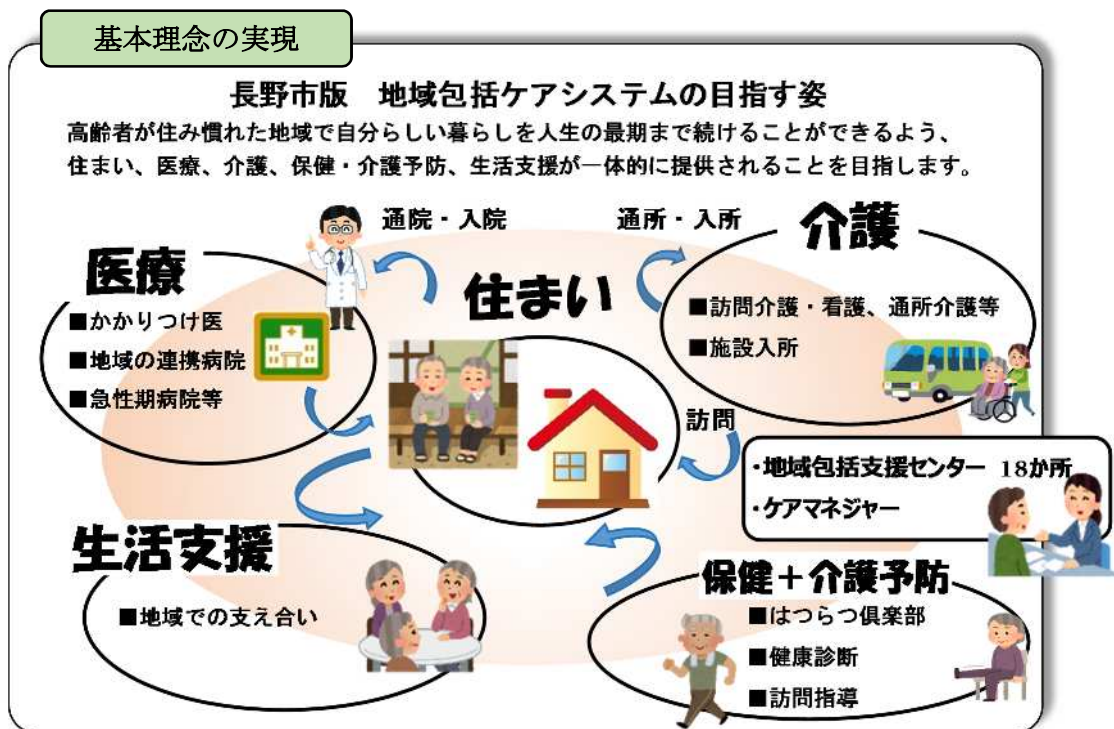 基本理念の実現
長野市版 地域包括ケアシステムの目指す姿
高齢者が住み慣れた地域で自分らしい暮らしを人生の最期まで続けることができるよう、
住まい、医療、介護、保健・介護予防、生活支援が一体的に提供されることを目指します。
通院・入院
通所・入所
介護
医療
住まい
■かかりつけ医
■地域の連携病院
■急性期病院等
■訪問介護・看護、通所介護等
■施設入所
訪問
・地域包括支援センター 18か所
・ケアマネジャー
生活支援
■地域での支え合い
保健+介護予防
■はつらつ倶楽部
■健康診断
■訪問指導